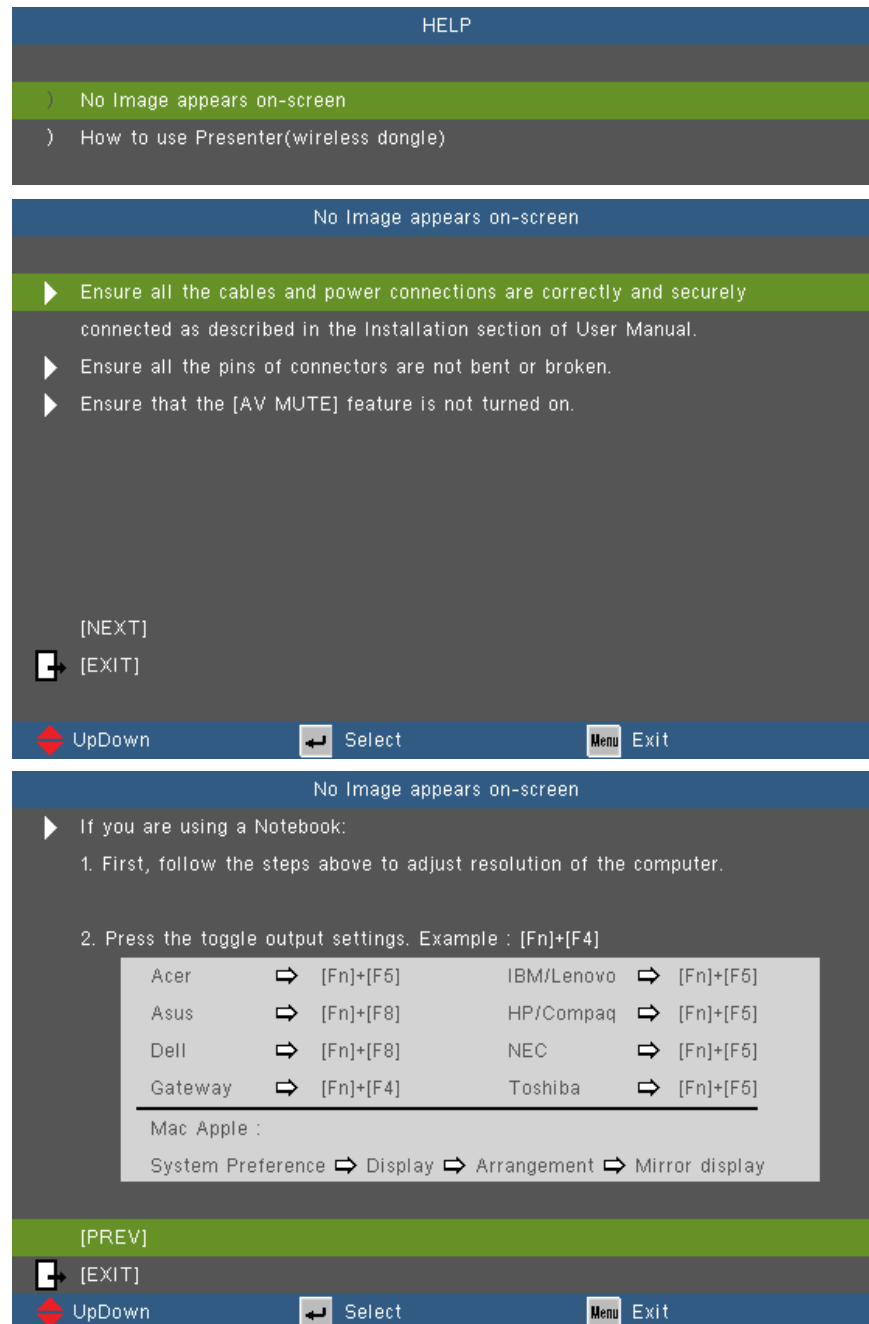 HELP
) No Image appears on-screen
) How to use Presenter(wireless dongle)
No Image appears on-screen
Ensure all the cables and power connections are correctly and securely
connected as described in the Installation section of User Manual.
Ensure all the pins of connectors are not bent or broken.
Ensure that the [AV MUTE] feature is not turned on.
[NEXT]
[EXIT]
UpDown Select Menu Exit
No Image appears on-screen
If you are using a Notebook:
1. First, follow the steps above to adjust resolution of the computer.
2. Press the toggle output settings. Example : [Fn]+[F4]
Acer ⇨ [Fn]+[F5] IBM/Lenovo ⇨ [Fn]+[F5]
Asus ⇨ [Fn]+[F8] HP/Compaq ⇨ [Fn]+[F5]
Dell ⇨ [Fn]+[F8] NEC ⇨ [Fn]+[F5]
Gateway ⇨ [Fn]+[F4] Toshiba ⇨ [Fn]+[F5]
Mac Apple :
System Preference ⇨ Display ⇨ Arrangement ⇨ Mirror display
[PREV]
[EXIT]
UpDown Select Menu Exit